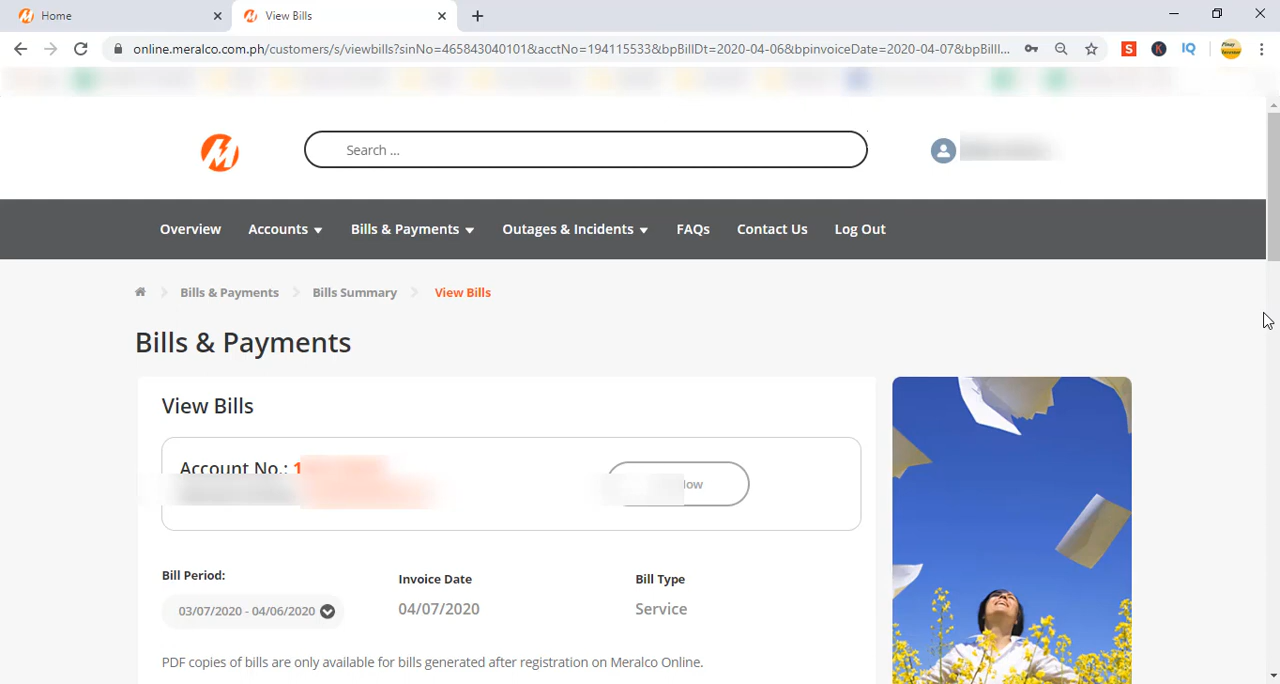 Home
View Bills
online.meralco.com.ph/customers/s/viewbills?sinNo=465843040101&acctNo=194115533&bpBillDt=2020-04-06&bpinvoiceDate=2020-04-07&bpBilll...
S
K
IQ
Search ...
Overview
Accounts
Bills & Payments
Outages & Incidents
FAQs
Contact Us
Log Out
Bills & Payments
Bills Summary
View Bills
Bills & Payments
View Bills
Account No.: 1
Bill Period:
Invoice Date
Bill Type
03/07/2020 - 04/06/2020
04/07/2020
Service
PDF copies of bills are only available for bills generated after registration on Meralco Online.